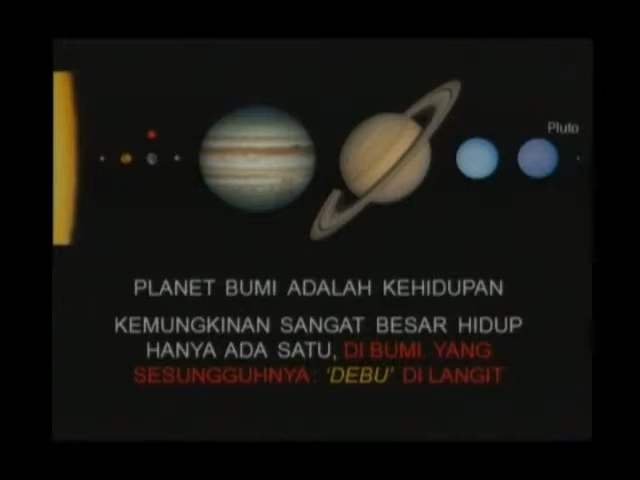 Pluto
PLANET BUMI ADALAH KEHIDUPAN
KEMUNGKINAN SANGAT BESAR HIDUP
HANYA ADA SATU, DI BUMI. YANG
SESUNGGUHNYA : ‘DEBU’ DI LANGIT